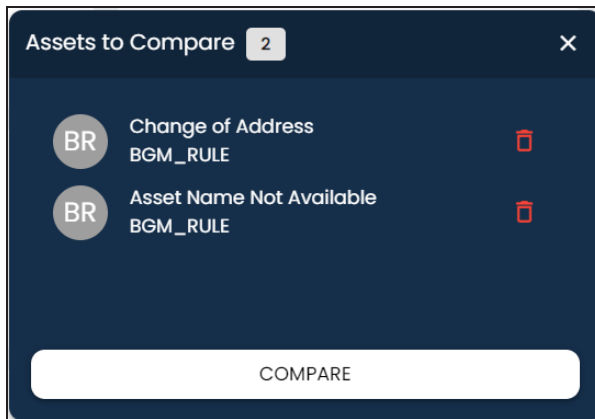 Assets to Compare 2
BR Change of Address
BGM_RULE
BR Asset Name Not Available
BGM_RULE
COMPARE